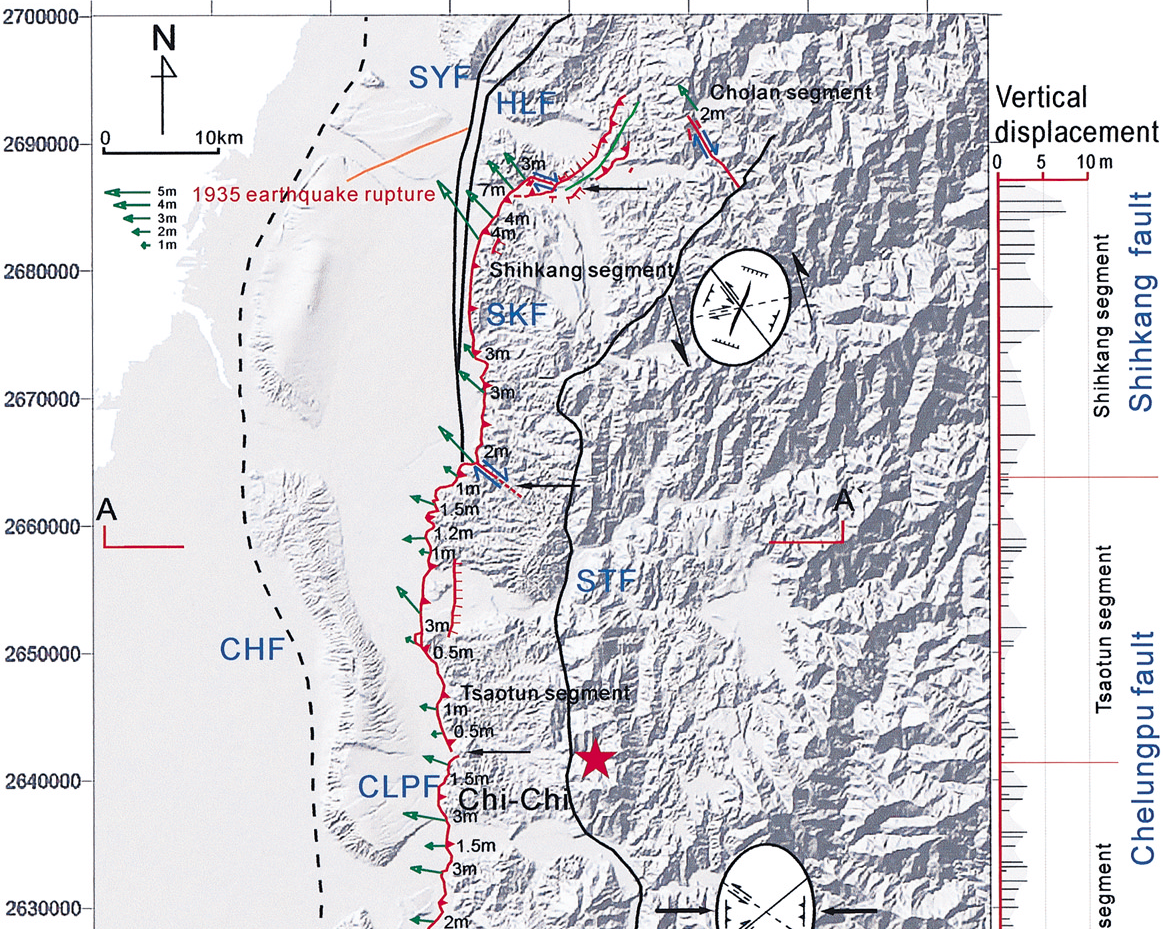 2700000
N
0 10km
5m
4m
3m
2m
1m
1935 earthquake rupture
SYF
HLF
Cholan segment
2m
Vertical
displacement
0 5 10 m
2690000
3m
7m
4m
4m
2680000
Shihkang segment
SKF
3m
3m
2670000
2m
1m
1.5m
1.2m
1m
A
A`
2660000
STF
CHF
3m
0.5m
2650000
Tsaotun segment
1m
0.5m
1.5m
CLPF
Chi-Chi
2640000
3m
1.5m
3m
2m
2630000
Shihkang segment
Shihkang fault
Tsaotun segment
Chelungpu fault
segment